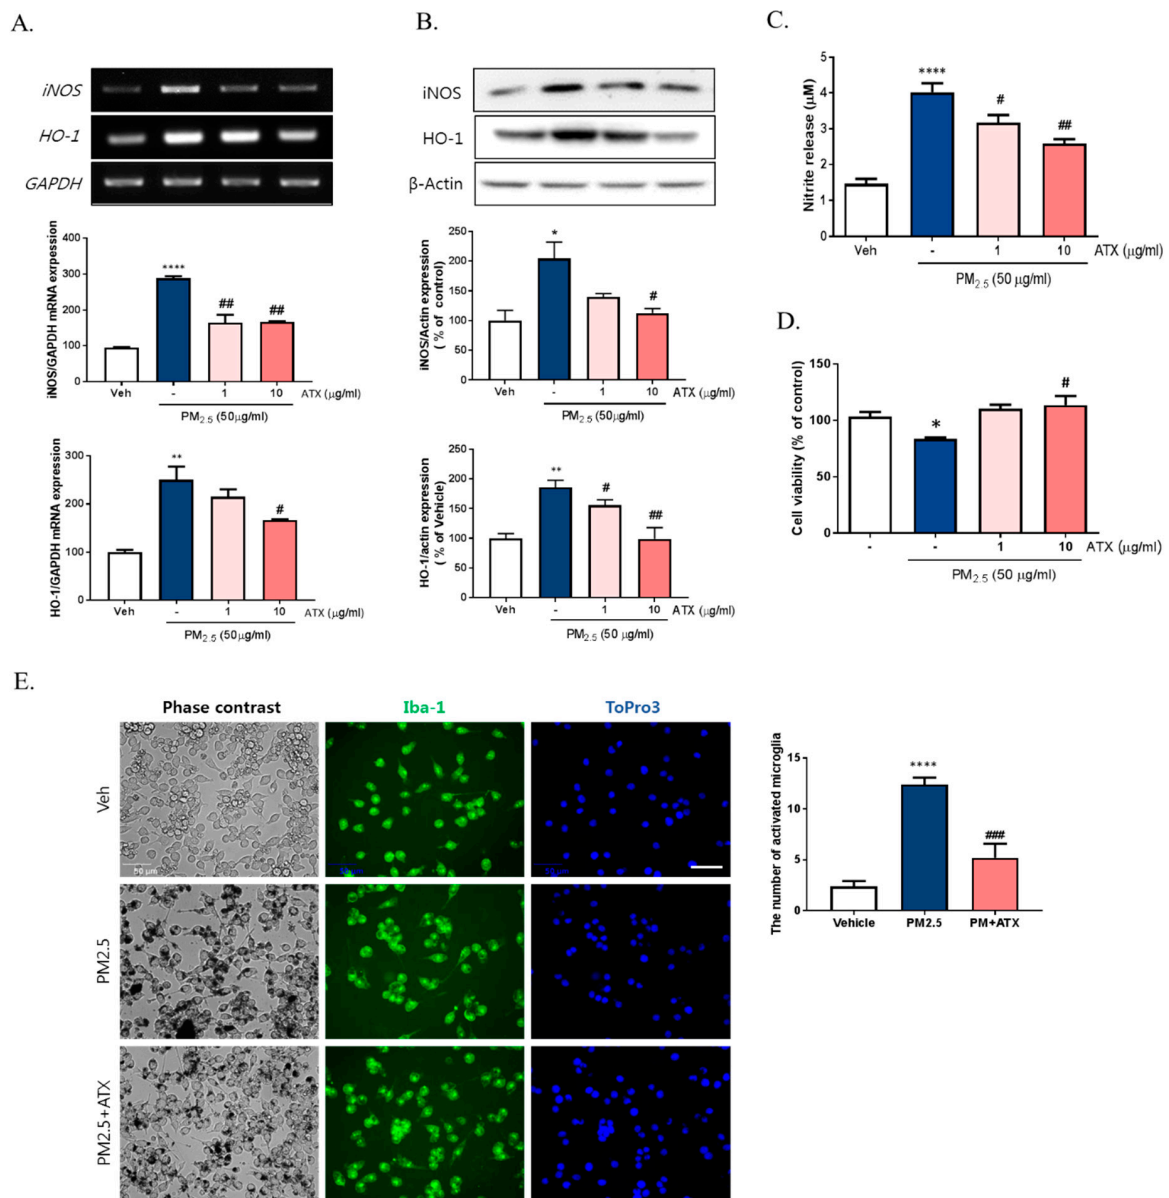 A.
iNOS
HO-1
GAPDH
iNOS/GAPDH mRNA expession
400
300
200
100
0
Veh - 1 10 ATX (μg/ml)
PM2.5 (50μg/ml)
****
##
##
HO-1/GAPDH mRNA expression
300
200
100
0
Veh - 1 10 ATX (μg/ml)
PM2.5 (50μg/ml)
**
#
B.
iNOS
HO-1
β-Actin
iNOS/Actin expression
( % of control)
250
200
150
100
50
0
Veh - 1 10 ATX (μg/ml)
PM2.5 (50 μg/ml)
*
#
HO-1/actin expression
( % of Vehicle)
250
200
150
100
50
0
Veh - 1 10 ATX (μg/ml)
PM2.5 (50 μg/ml)
**
#
##
C.
Nitrite release (μM)
5
4
3
2
1
0
Veh - 1 10 ATX (μg/ml)
PM2.5 (50 μg/ml)
****
#
##
D.
Cell viability (% of control)
150
100
50
0
- - 1 10 ATX (μg/ml)
PM2.5 (50 μg/ml)
*
#
E.
Phase contrast Iba-1 ToPro3
Veh
50 μm
PM2.5
PM2.5+ATX
The number of activated microglia
15
10
5
0
Vehicle PM2.5 PM+ATX
****
###